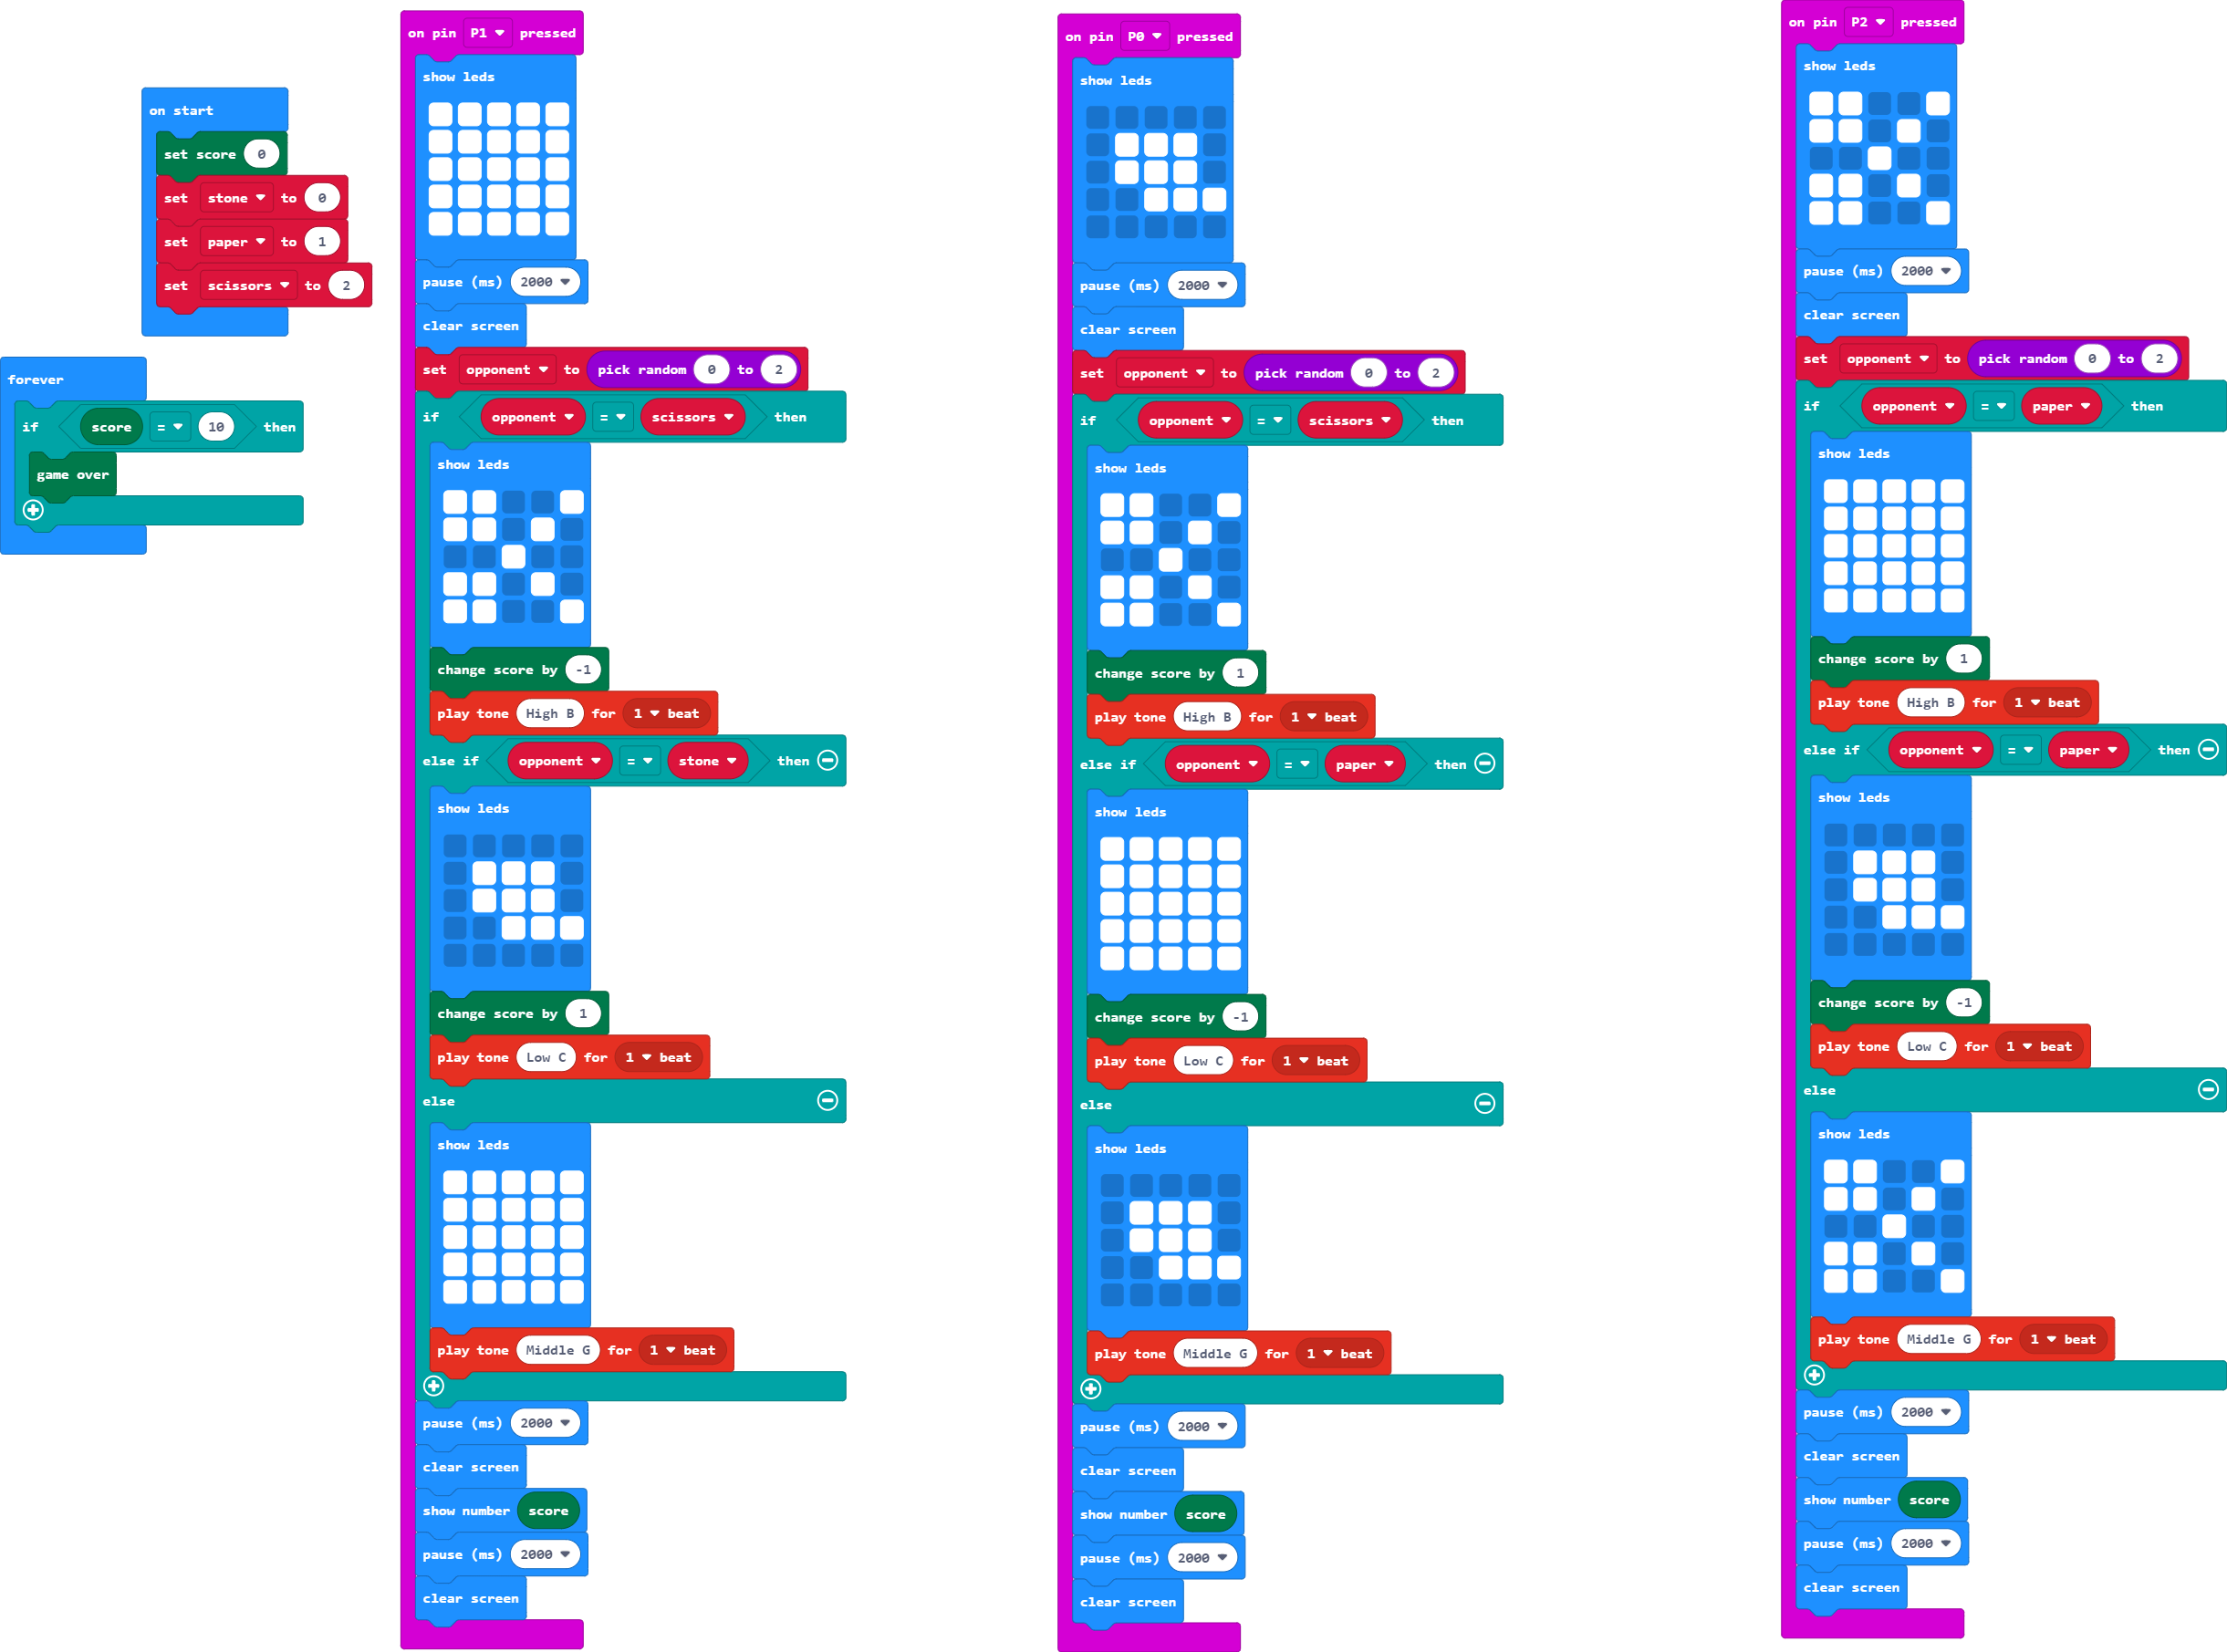 on start
set score 0
set stone to 0
set paper to 1
set scissors to 2
forever
if score = 10 then
game over
on pin P1 pressed
show leds
pause (ms) 2000
clear screen
set opponent to pick random 0 to 2
if opponent = scissors then
show leds
change score by -1
play tone High B for 1 beat
else if opponent = stone then
show leds
change score by 1
play tone Low C for 1 beat
else
show leds
play tone Middle G for 1 beat
pause (ms) 2000
clear screen
show number score
pause (ms) 2000
clear screen
on pin P0 pressed
show leds
pause (ms) 2000
clear screen
set opponent to pick random 0 to 2
if opponent = scissors then
show leds
change score by 1
play tone High B for 1 beat
else if opponent = paper then
show leds
change score by -1
play tone Low C for 1 beat
else
show leds
play tone Middle G for 1 beat
pause (ms) 2000
clear screen
show number score
pause (ms) 2000
clear screen
on pin P2 pressed
show leds
pause (ms) 2000
clear screen
set opponent to pick random 0 to 2
if opponent = paper then
show leds
change score by 1
play tone High B for 1 beat
else if opponent = paper then
show leds
change score by -1
play tone Low C for 1 beat
else
show leds
play tone Middle G for 1 beat
pause (ms) 2000
clear screen
show number score
pause (ms) 2000
clear screen